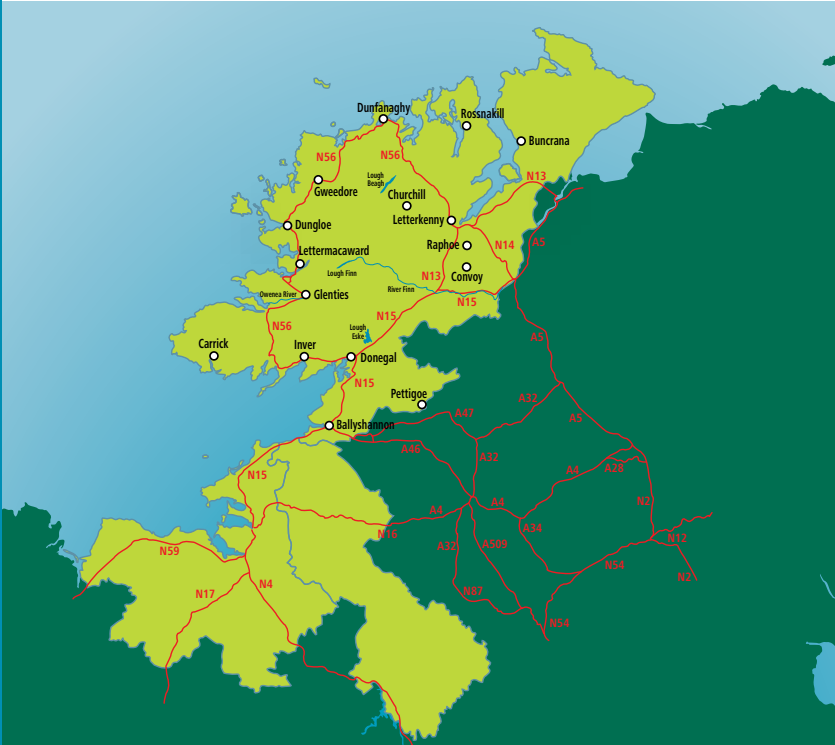 Dunfanaghy
Rossnakill
Buncrana
N56
N56
Lough
Beagh
N13
Gweedore
Churchill
Letterkenny
Dungloe
Raphoe
N14
A5
Lettermacaward
Lough Finn
N13
Convoy
Owenea River
Glenties
River Finn
N15
N15
N56
Lough
Eske
A5
Carrick
Inver
Donegal
N15
Pettigoe
A32
A47
A5
Ballyshannon
A46
A32
N15
A4
A28
A4
A4
N2
N16
A34
A32
A509
N12
N59
N54
N17
N4
N87
N2
N54